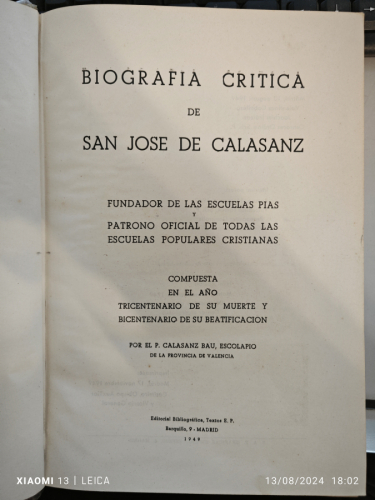 BIOGRAFIA CRITICA
DE
SAN JOSE DE CALASANZ
FUNDADOR DE LAS ESCUELAS PIAS
Y
PATRONO OFICIAL DE TODAS LAS
ESCUELAS POPULARES CRISTIANAS
COMPUESTA
EN EL AÑO
TRICENTENARIO DE SU MUERTE Y
BICENTENARIO DE SU BEATIFICACION
POR EL P. CALASANZ BAU, ESCOLAPIO
DE LA PROVINCIA DE VALENCIA
Editorial Bibliográfica, Textos E. P.
Barquillo, 9 - MADRID
1949
XIAOMI 13 | LEICA
13/08/2024 18:02